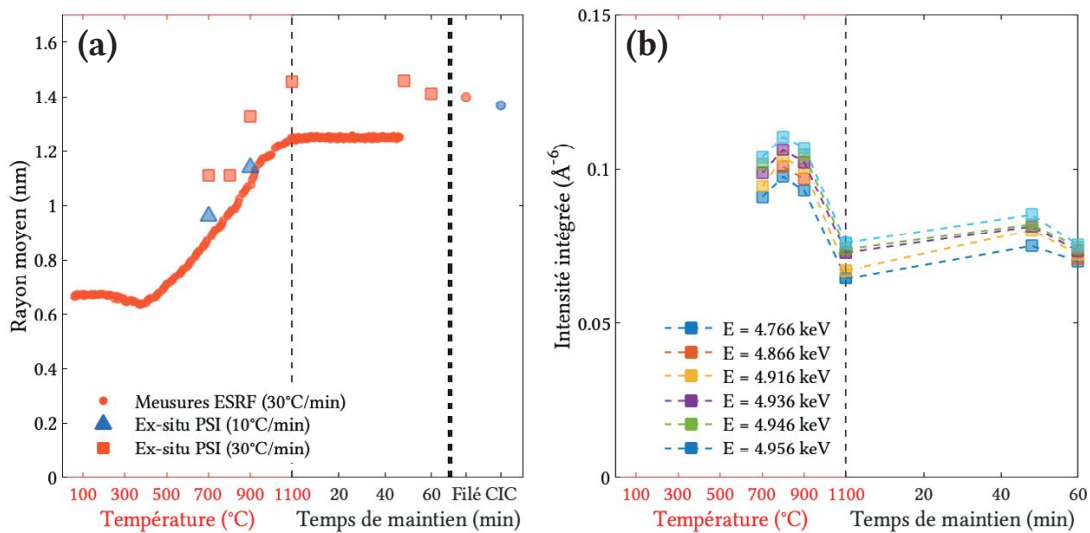 (a)
1.6
1.4
1.2
1
0.8
0.6
0.4
0.2
0
Rayon moyen (nm)
Meusures ESRF (30°C/min)
Ex-situ PSI (10°C/min)
Ex-situ PSI (30°C/min)
100 300 500 700 900 1100 20 40 60 Filé CIC
Température (°C) Temps de maintien (min)
(b)
0.15
0.1
0.05
0
Intensité intégrée (Å⁻⁶)
E = 4.766 keV
E = 4.866 keV
E = 4.916 keV
E = 4.936 keV
E = 4.946 keV
E = 4.956 keV
100 300 500 700 900 1100 20 40 60
Température (°C) Temps de maintien (min)